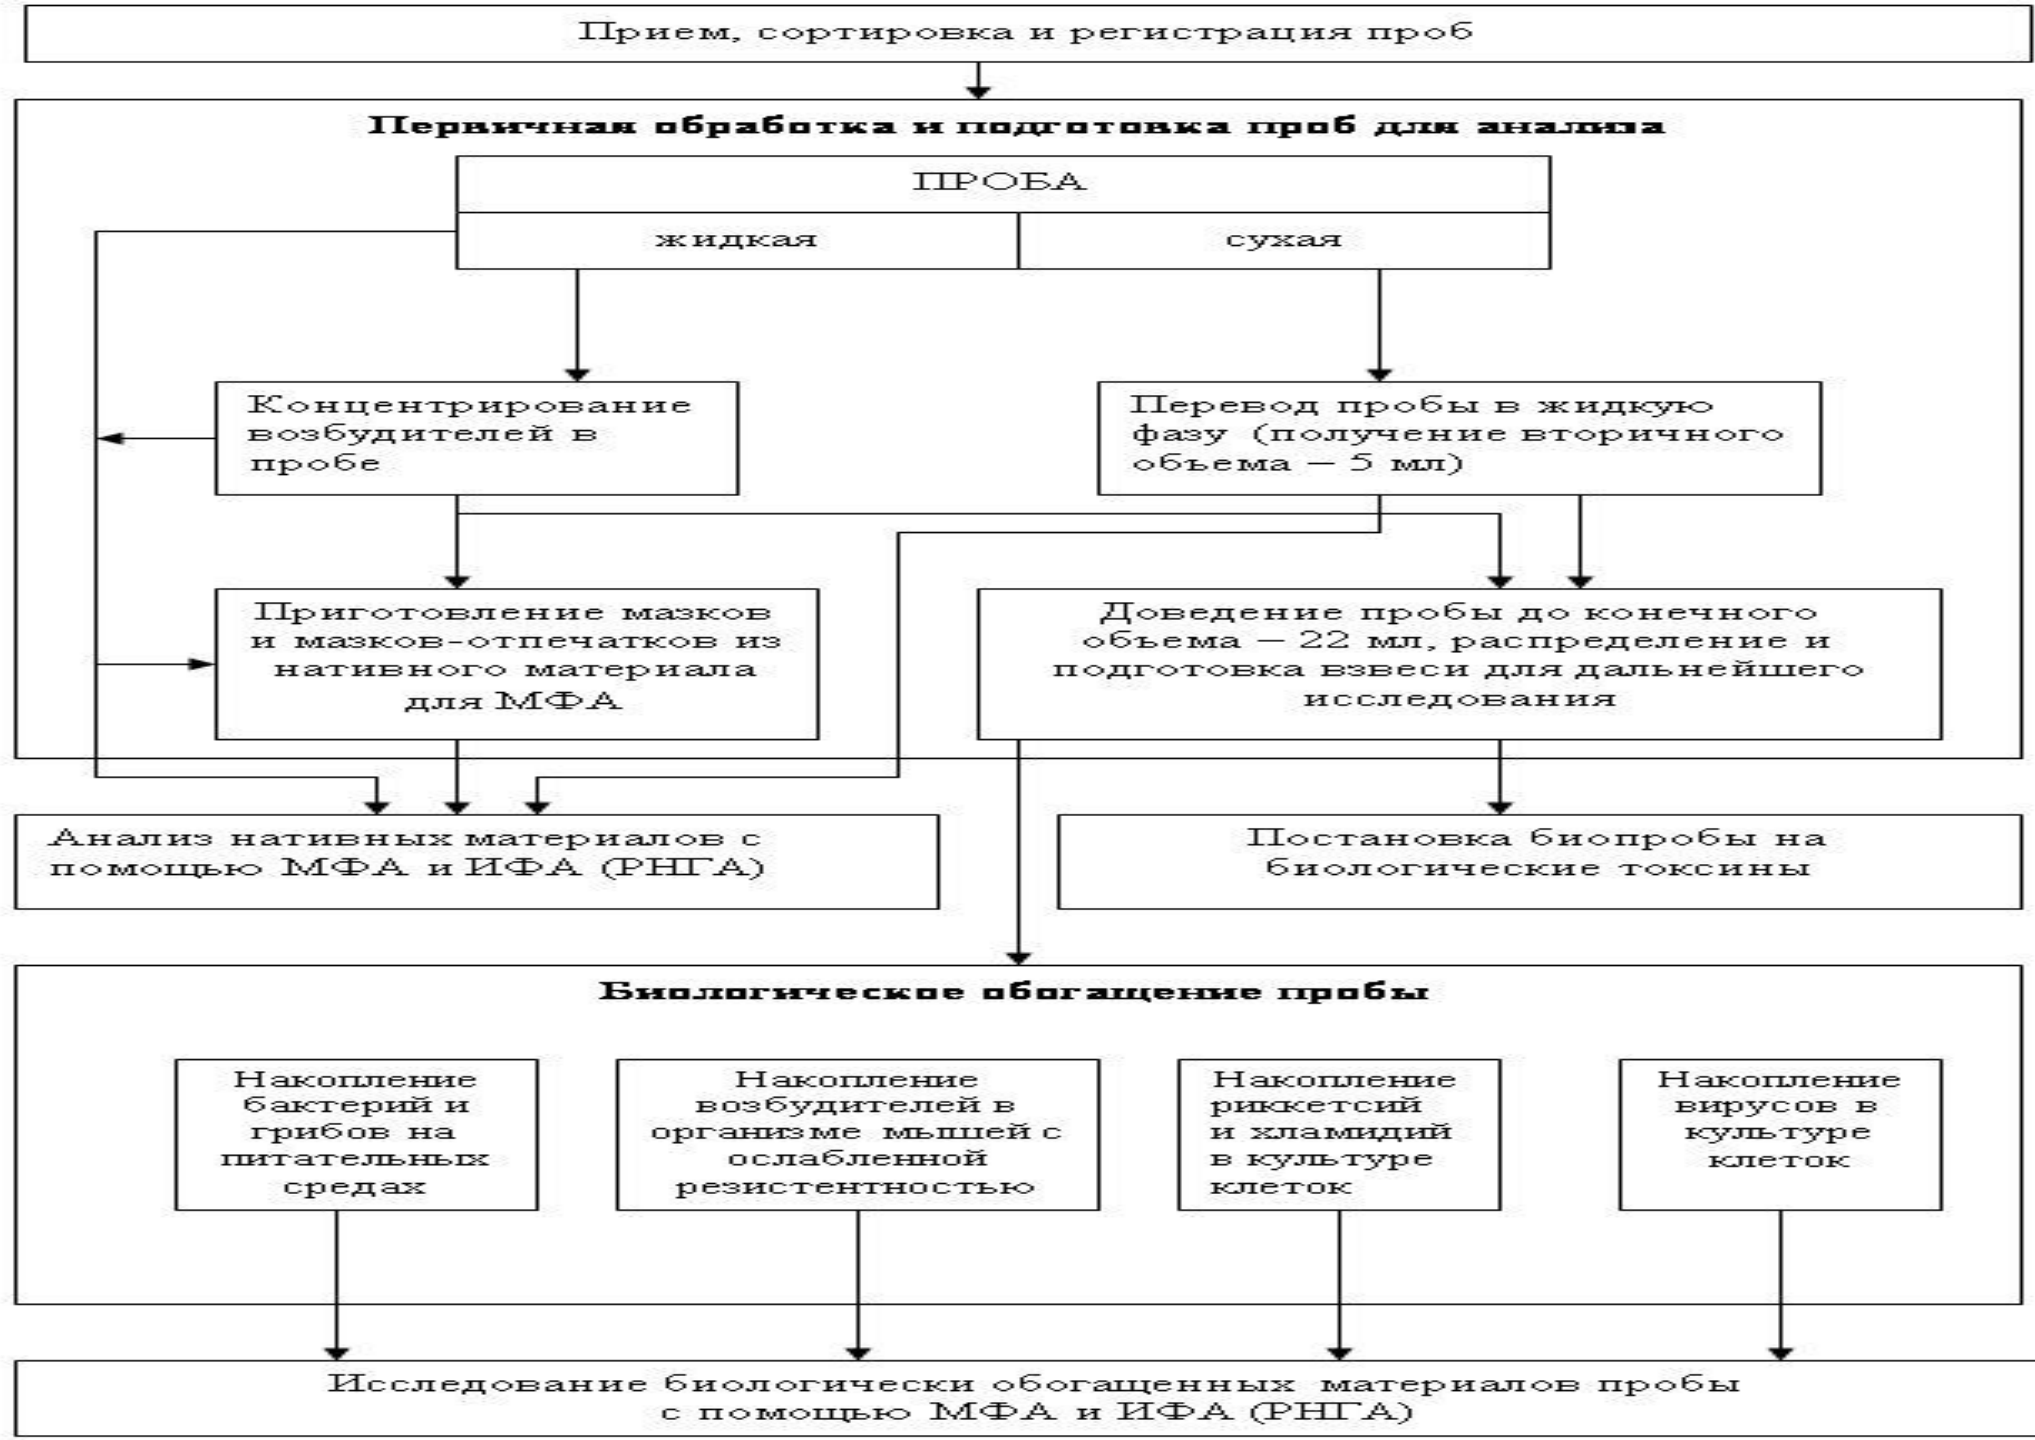 Прием, сортировка и регистрация проб
Первичная обработка и подготовка проб для анализа
ПРОБА
жидкая
сухая
Концентрирование
возбудителей в
пробе
Перевод пробы в жидкую
фазу (получение вторичного
объема – 5 мл)
Приготовление мазков
и мазков-отпечатков из
нативного материала
для МФА
Доведение пробы до конечного
объема – 22 мл, распределение и
подготовка взвеси для дальнейшего
исследования
Анализ нативных материалов с
помощью МФА и ИФА (РНГА)
Постановка биопробы на
биологические токсины
Биологическое обогащение пробы
Накопление
бактерий и
грибов на
питательных
средах
Накопление
возбудителей в
организме мышей с
ослабленной
резистентностью
Накопление
риккетсий
и хламидий
в культуре
клеток
Накопление
вирусов в
культуре
клеток
Исследование биологически обогащенных материалов пробы
с помощью МФА и ИФА (РНГА)